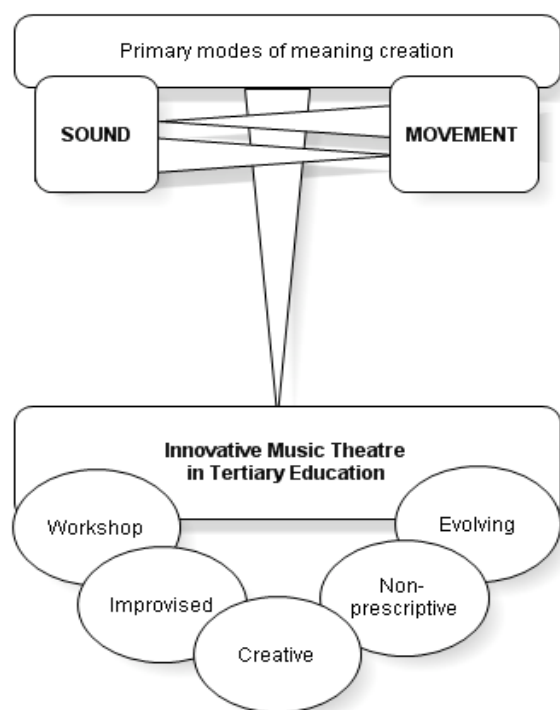 Primary modes of meaning creation
SOUND
MOVEMENT
Innovative Music Theatre
in Tertiary Education
Workshop
Evolving
Improvised
Non-
prescriptive
Creative